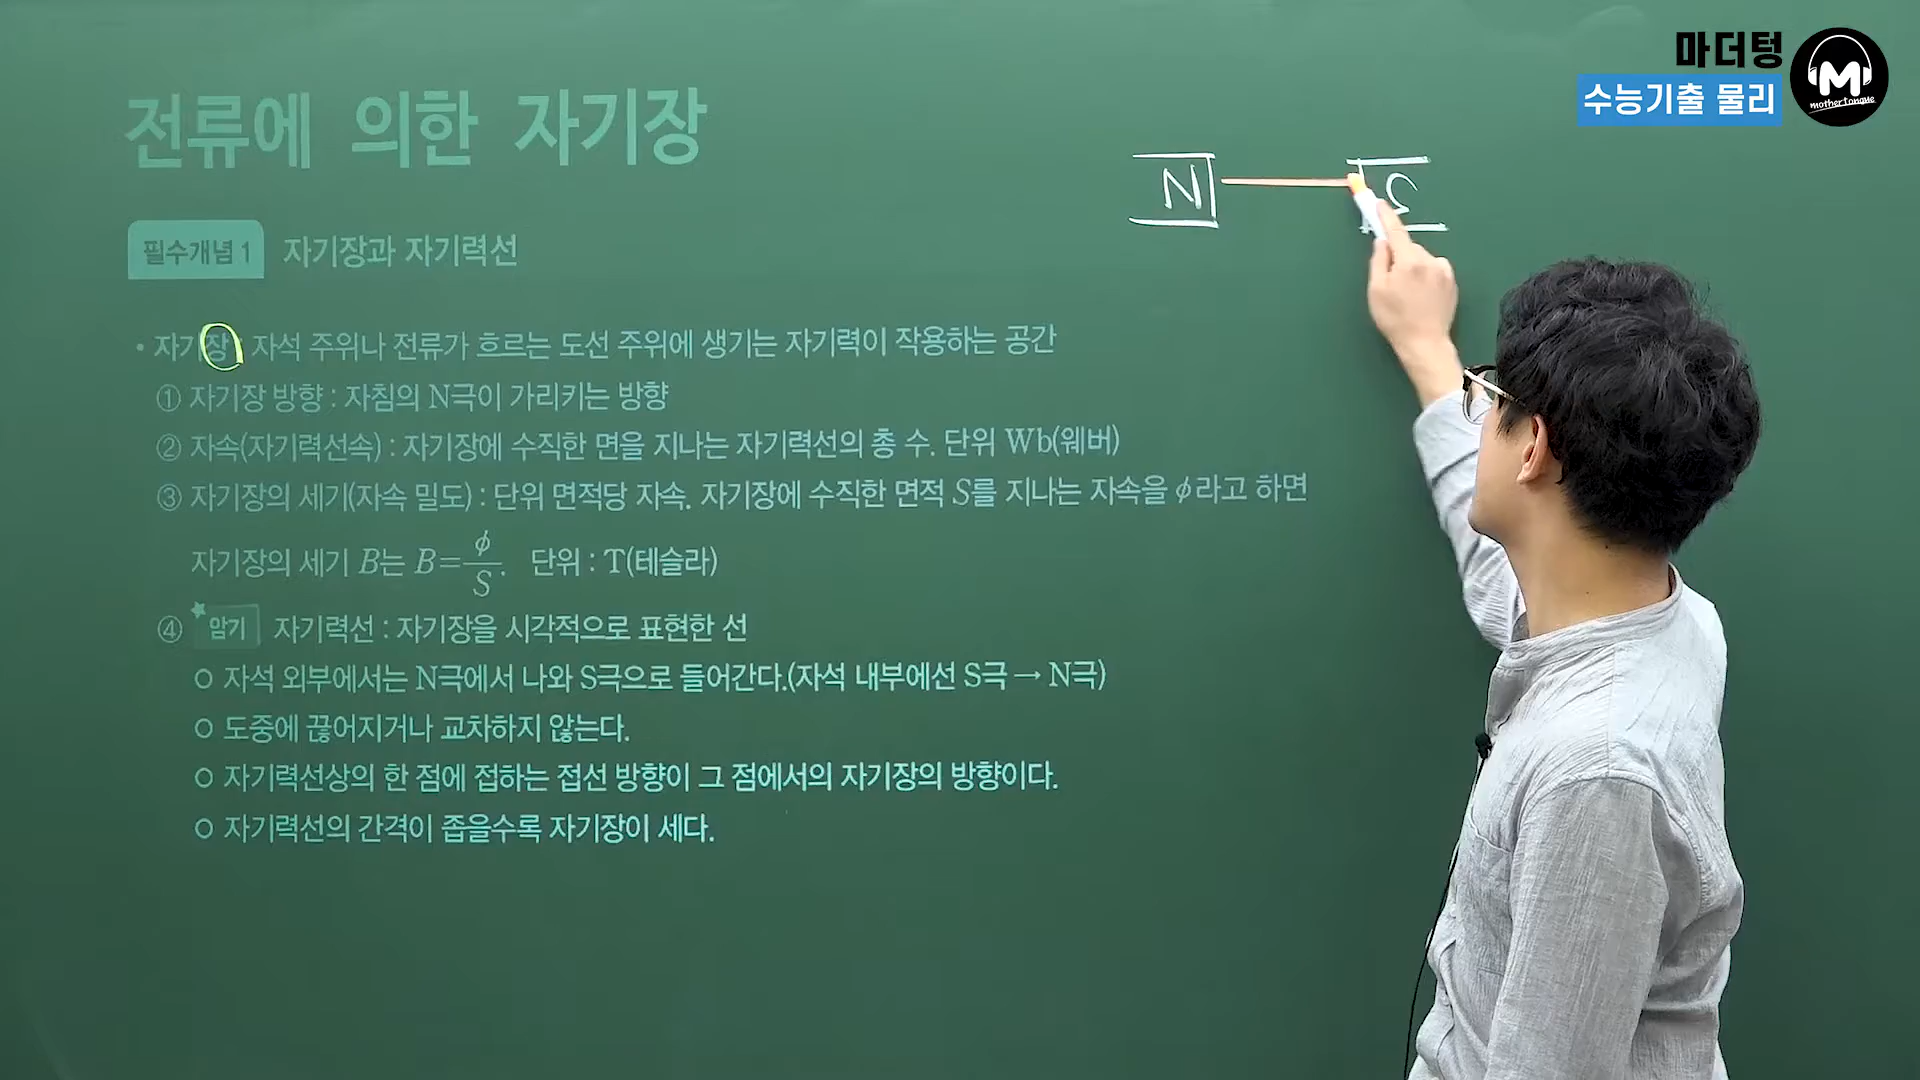 마더텅
수능기출 물리
M
mothertongue
전류에 의한 자기장
N
S
필수개념 1 자기장과 자기력선
• 자기장 : 자석 주위나 전류가 흐르는 도선 주위에 생기는 자기력이 작용하는 공간
① 자기장 방향 : 자침의 N극이 가리키는 방향
② 자속(자기력선속) : 자기장에 수직한 면을 지나는 자기력선의 총 수. 단위 Wb(웨버)
③ 자기장의 세기(자속 밀도) : 단위 면적당 자속. 자기장에 수직한 면적 S를 지나는 자속을 ϕ라고 하면
자기장의 세기 B는 B=ϕ/S. 단위 : T(테슬라)
④ 암기 자기력선 : 자기장을 시각적으로 표현한 선
○ 자석 외부에서는 N극에서 나와 S극으로 들어간다.(자석 내부에선 S극 → N극)
○ 도중에 끊어지거나 교차하지 않는다.
○ 자기력선상의 한 점에 접하는 접선 방향이 그 점에서의 자기장의 방향이다.
○ 자기력선의 간격이 좁을수록 자기장이 세다.